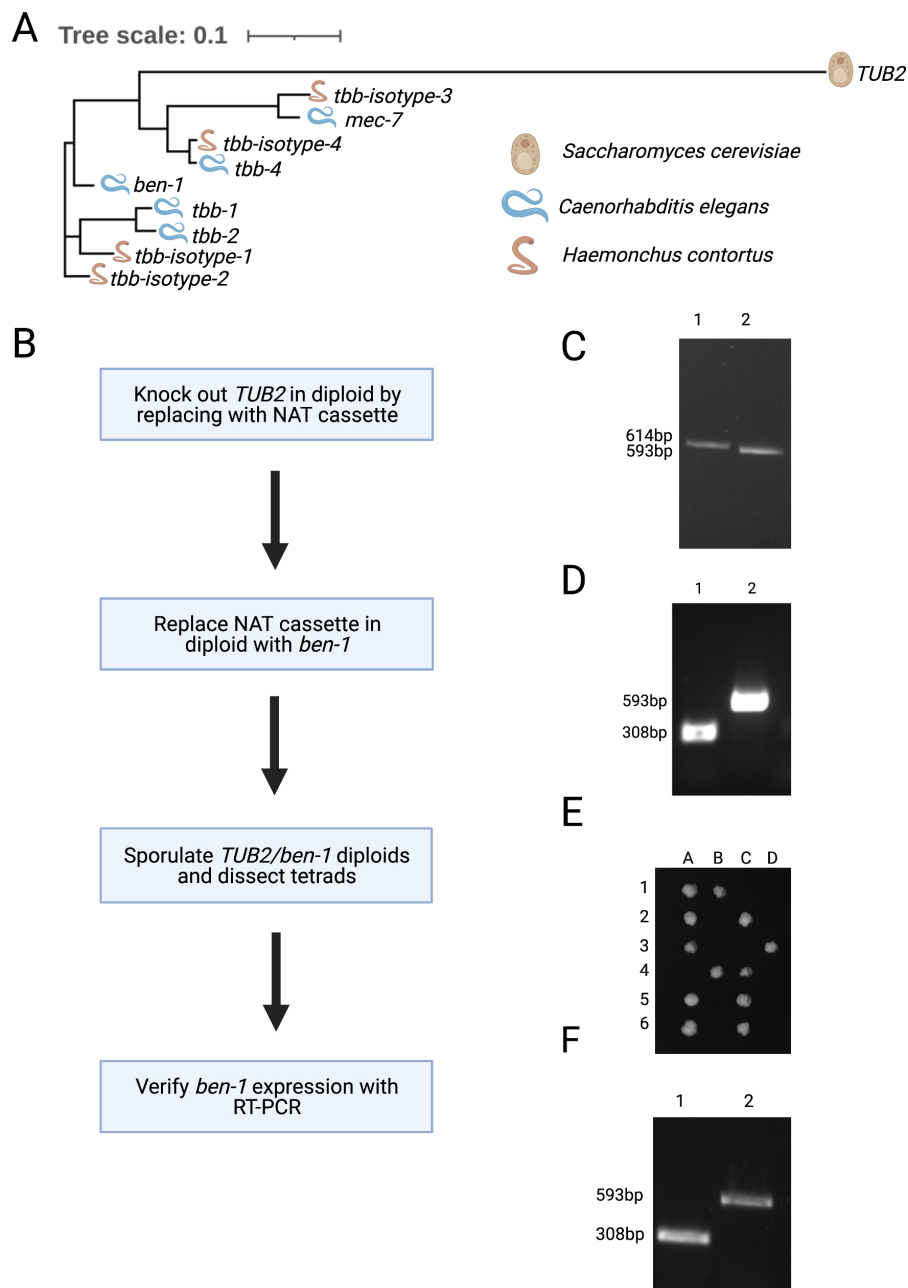 A
Tree scale: 0.1
TUB2
tbb-isotype-3
mec-7
tbb-isotype-4
tbb-4
ben-1
tbb-1
tbb-2
tbb-isotype-1
tbb-isotype-2
Saccharomyces cerevisiae
Caenorhabditis elegans
Haemonchus contortus
B
Knock out TUB2 in diploid by
replacing with NAT cassette
Replace NAT cassette in
diploid with ben-1
Sporulate TUB2/ben-1 diploids
and dissect tetrads
Verify ben-1 expression with
RT-PCR
C
1 2
614bp
593bp
D
1 2
593bp
308bp
E
A B C D
1
2
3
4
5
6
F
1 2
593bp
308bp